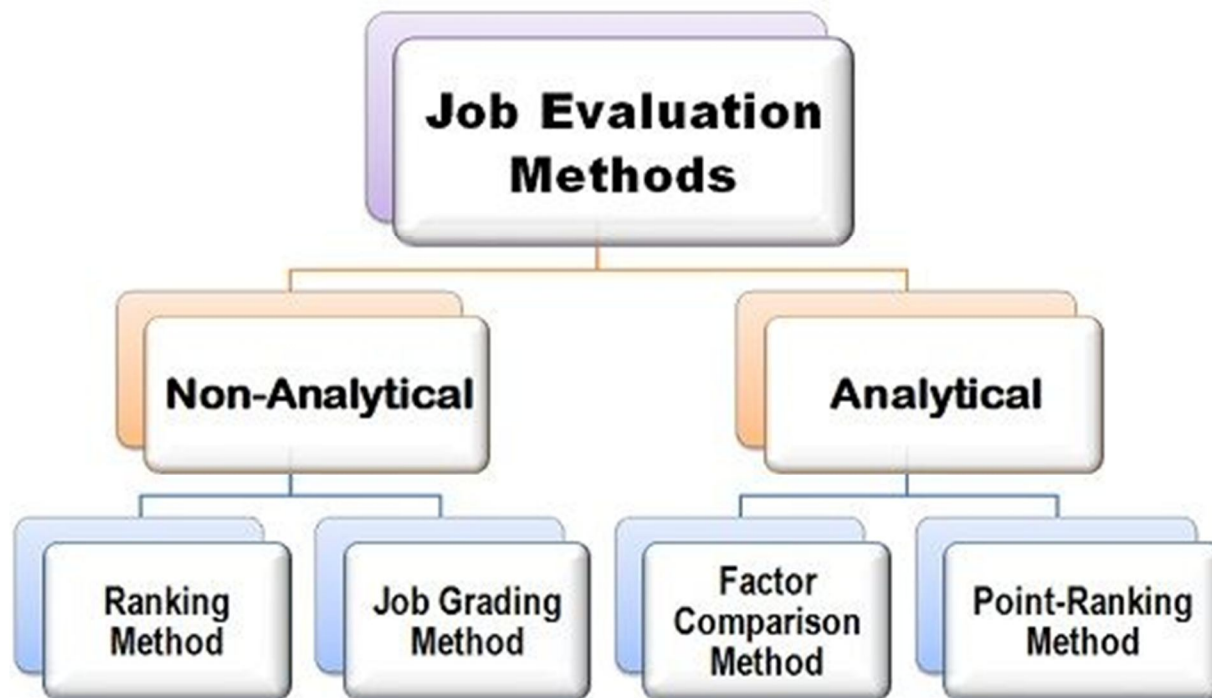 Job Evaluation
Methods
Non-Analytical
Analytical
Ranking
Method
Job Grading
Method
Factor
Comparison
Method
Point-Ranking
Method